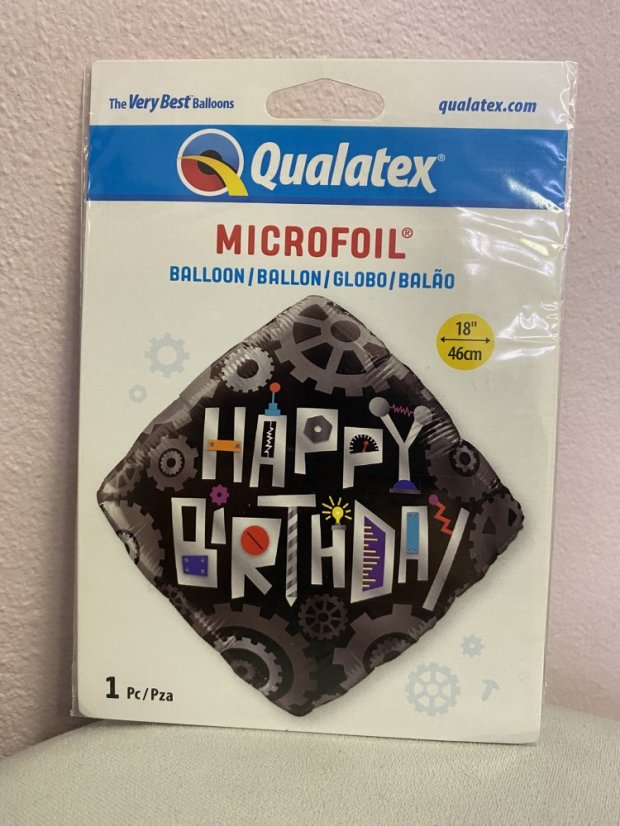 The Very Best Balloons
qualatex.com
Qualatex®
MICROFOIL®
BALLOON/BALLON/GLOBO/BALÃO
18"
46cm
HAPPY
BIRTHDAY
1 Pc/Pza